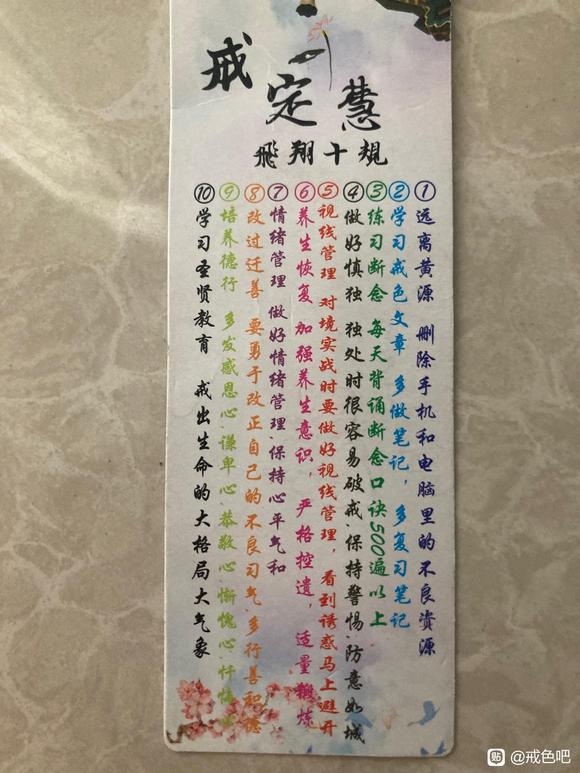 戒定慧
飛翔十規
①远离黄源 删除手机和电脑里的不良资源
②学习戒色文章 多做笔记，多复习笔记
③练习断念 每天背诵断念口诀500遍以上
④做好慎独 独处时很容易破戒、保持警惕、防意如城
⑤视线管理 对境实战时要做好视线管理，看到诱惑马上避开
⑥养生恢复 加强养生意识，严格控遗，适量锻炼
⑦情绪管理 做好情绪管理、保持心平气和
⑧改过迁善 要勇于改正自己的不良习气、多行善积德
⑨培养德行 多发感恩心、谦卑心、恭敬心、惭愧心、忏悔
⑩学习圣贤教育 戒出生命的大格局大气象
贴 @戒色吧